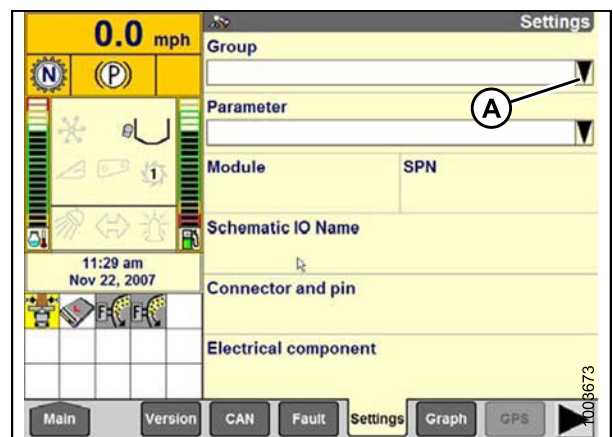 0.0 mph
N (P)
1
11:29 am
Nov 22, 2007
F F
Settings
Group
A
Parameter
Module SPN
Schematic IO Name
Connector and pin
Electrical component
Main Version CAN Fault Settings Graph GPS
1003673